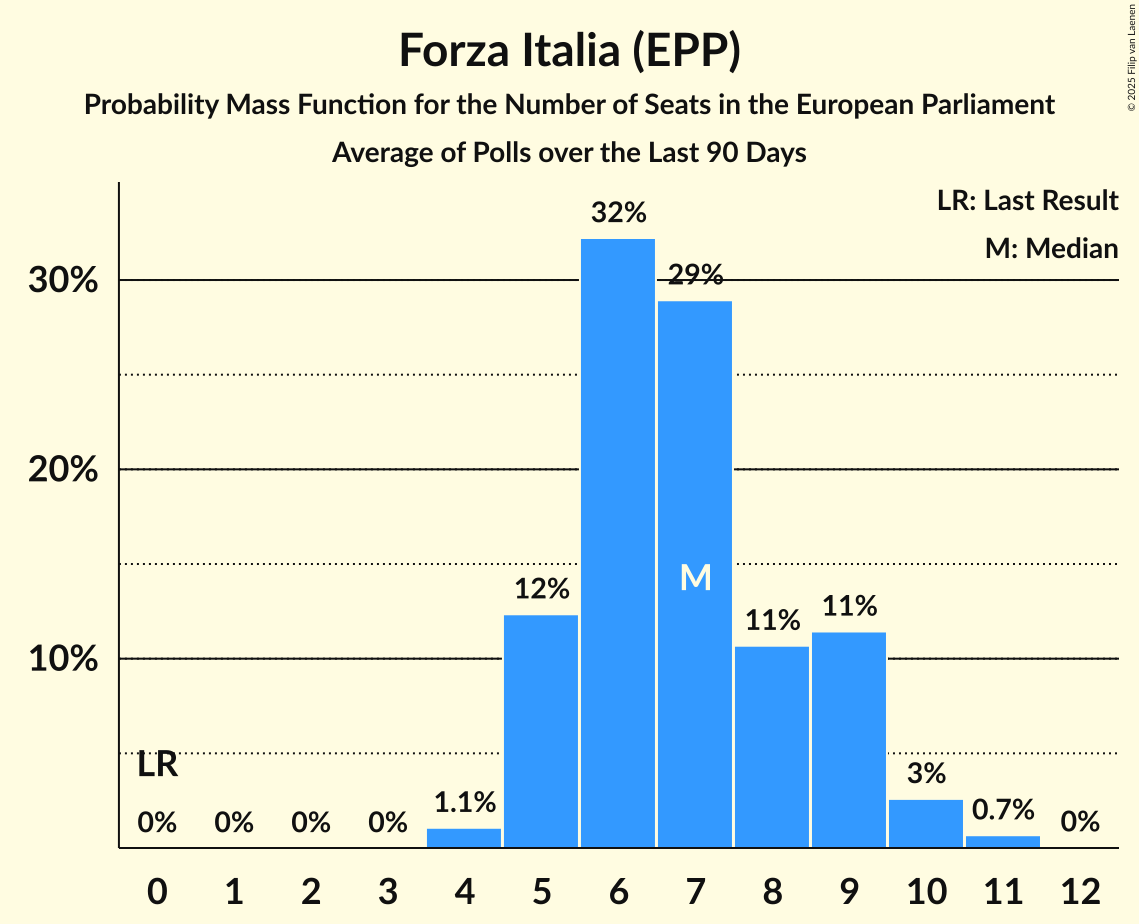 Forza Italia (EPP)
Probability Mass Function for the Number of Seats in the European Parliament
Average of Polls over the Last 90 Days
© 2025 Filip van Laenen
LR: Last Result
M: Median
30%
20%
10%
LR
0%
0%
0%
0%
1.1%
12%
32%
29%
M
11%
11%
3%
0.7%
0%
0 1 2 3 4 5 6 7 8 9 10 11 12